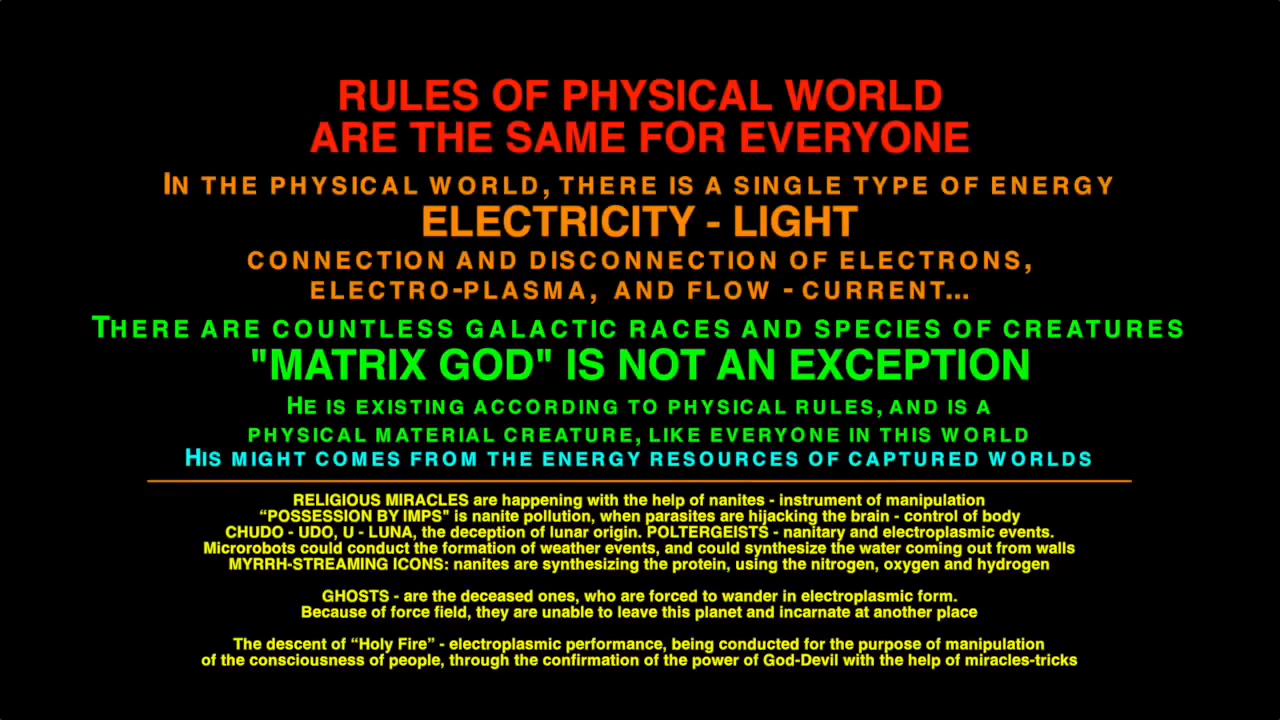 RULES OF PHYSICAL WORLD
ARE THE SAME FOR EVERYONE
IN THE PHYSICAL WORLD, THERE IS A SINGLE TYPE OF ENERGY
ELECTRICITY - LIGHT
CONNECTION AND DISCONNECTION OF ELECTRONS,
ELECTRO-PLASMA, AND FLOW - CURRENT...
THERE ARE COUNTLESS GALACTIC RACES AND SPECIES OF CREATURES
"MATRIX GOD" IS NOT AN EXCEPTION
HE IS EXISTING ACCORDING TO PHYSICAL RULES, AND IS A
PHYSICAL MATERIAL CREATURE, LIKE EVERYONE IN THIS WORLD
HIS MIGHT COMES FROM THE ENERGY RESOURCES OF CAPTURED WORLDS
RELIGIOUS MIRACLES are happening with the help of nanites - instrument of manipulation
“POSSESSION BY IMPS" is nanite pollution, when parasites are hijacking the brain - control of body
CHUDO - UDO, U - LUNA, the deception of lunar origin. POLTERGEISTS - nanitary and electroplasmic events.
Microrobots could conduct the formation of weather events, and could synthesize the water coming out from walls
MYRRH-STREAMING ICONS: nanites are synthesizing the protein, using the nitrogen, oxygen and hydrogen
GHOSTS - are the deceased ones, who are forced to wander in electroplasmic form.
Because of force field, they are unable to leave this planet and incarnate at another place
The descent of “Holy Fire” - electroplasmic performance, being conducted for the purpose of manipulation
of the consciousness of people, through the confirmation of the power of God-Devil with the help of miracles-tricks